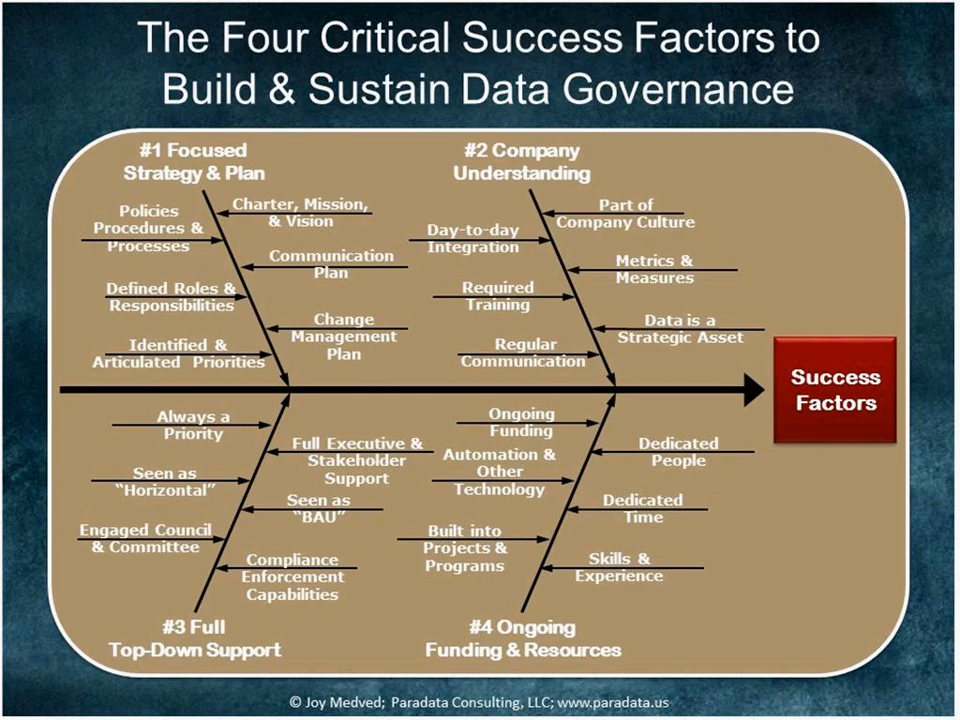 The Four Critical Success Factors to
Build & Sustain Data Governance
#1 Focused
Strategy & Plan
Policies
Procedures &
Processes
Charter, Mission,
& Vision
Communication
Plan
Defined Roles &
Responsibilities
Change
Management
Plan
Identified &
Articulated Priorities
#2 Company
Understanding
Part of
Company Culture
Day-to-day
Integration
Metrics &
Measures
Required
Training
Data is a
Strategic Asset
Regular
Communication
Success
Factors
Always a
Priority
Full Executive &
Stakeholder
Support
Seen as
“Horizontal”
Seen as
“BAU”
Engaged Council
& Committee
Compliance
Enforcement
Capabilities
#3 Full
Top-Down Support
Ongoing
Funding
Dedicated
People
Automation &
Other
Technology
Dedicated
Time
Built into
Projects &
Programs
Skills &
Experience
#4 Ongoing
Funding & Resources
© Joy Medved; Paradata Consulting, LLC; www.paradata.us